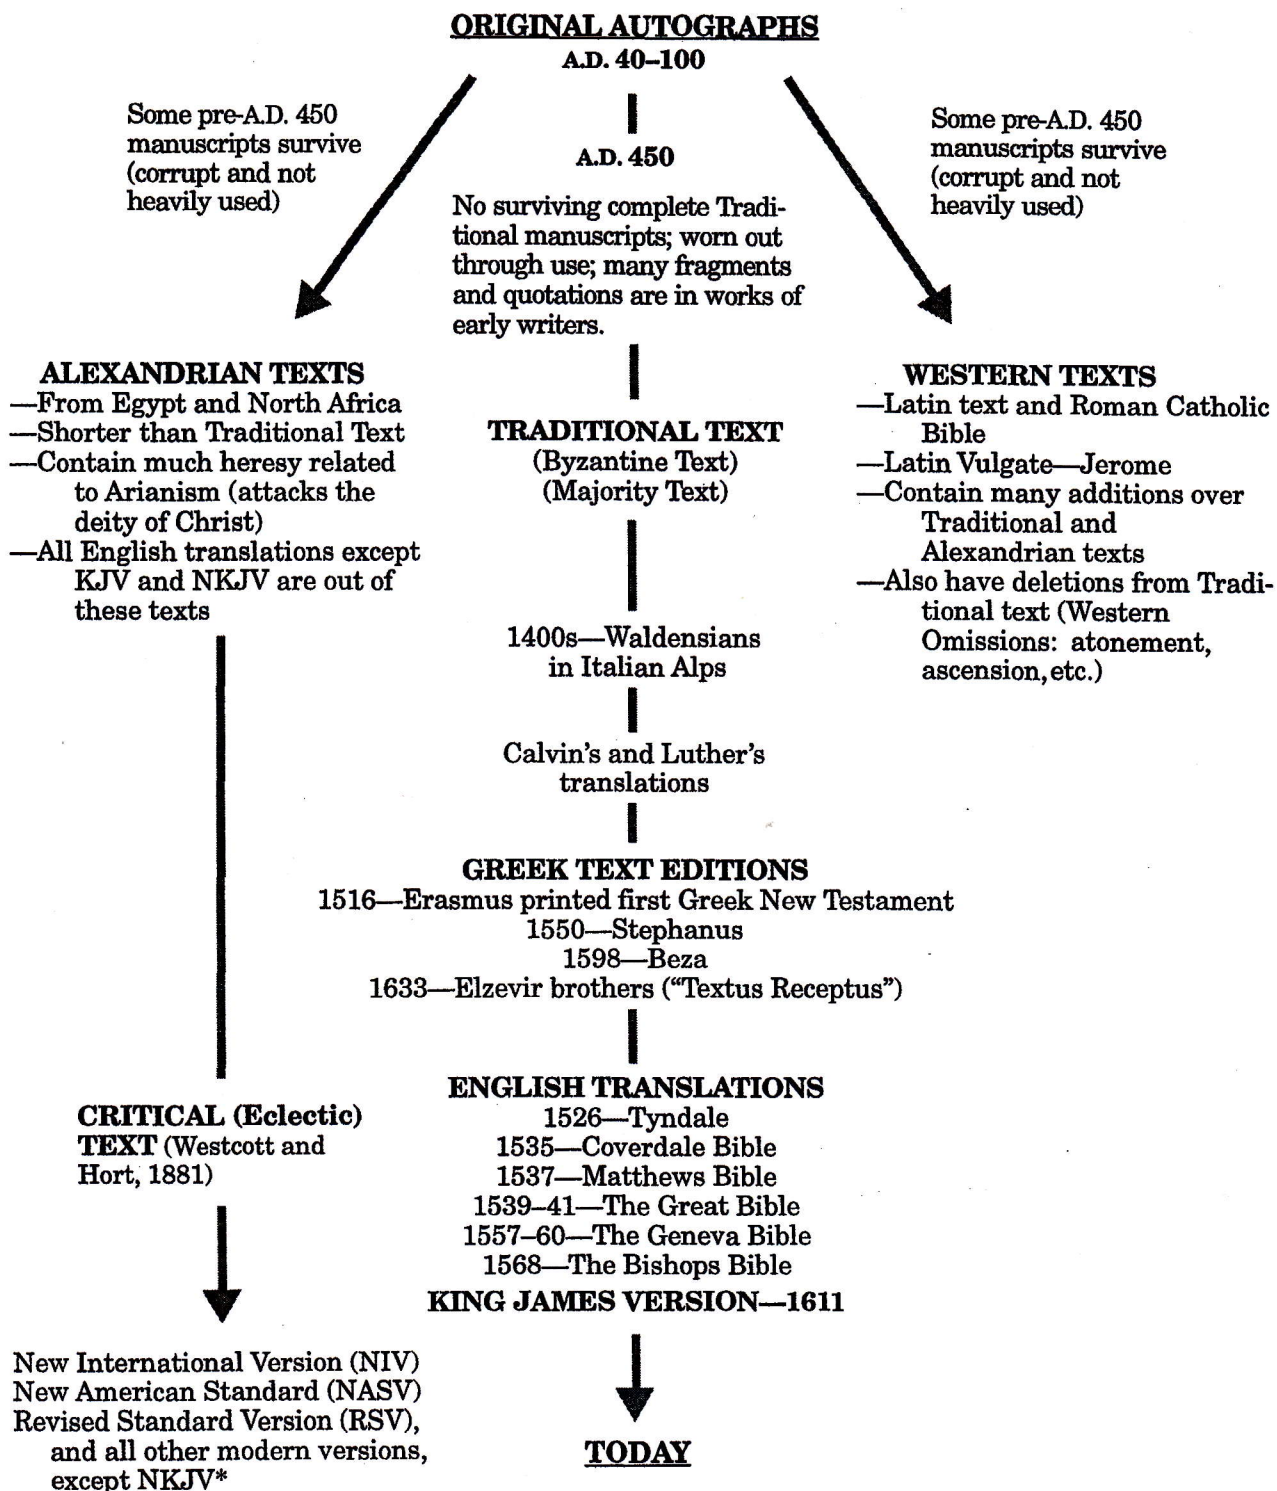 ORIGINAL AUTOGRAPHS
A.D. 40–100
Some pre-A.D. 450
manuscripts survive
(corrupt and not
heavily used)
A.D. 450
No surviving complete Tradi-
tional manuscripts; worn out
through use; many fragments
and quotations are in works of
early writers.
Some pre-A.D. 450
manuscripts survive
(corrupt and not
heavily used)
ALEXANDRIAN TEXTS
—From Egypt and North Africa
—Shorter than Traditional Text
—Contain much heresy related
to Arianism (attacks the
deity of Christ)
—All English translations except
KJV and NKJV are out of
these texts
TRADITIONAL TEXT
(Byzantine Text)
(Majority Text)
WESTERN TEXTS
—Latin text and Roman Catholic
Bible
—Latin Vulgate—Jerome
—Contain many additions over
Traditional and
Alexandrian texts
—Also have deletions from Tradi-
tional text (Western
Omissions: atonement,
ascension, etc.)
1400s—Waldensians
in Italian Alps
Calvin's and Luther's
translations
GREEK TEXT EDITIONS
1516—Erasmus printed first Greek New Testament
1550—Stephanus
1598—Beza
1633—Elzevir brothers (“Textus Receptus”)
ENGLISH TRANSLATIONS
1526—Tyndale
1535—Coverdale Bible
1537—Matthews Bible
1539–41—The Great Bible
1557–60—The Geneva Bible
1568—The Bishops Bible
KING JAMES VERSION—1611
TODAY
CRITICAL (Eclectic)
TEXT (Westcott and
Hort, 1881)
New International Version (NIV)
New American Standard (NASV)
Revised Standard Version (RSV),
and all other modern versions,
except NKJV*